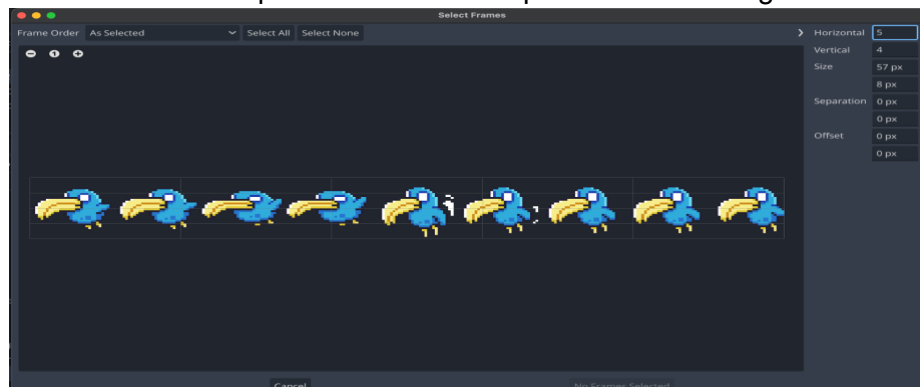 Select Frames
Frame Order As Selected Select All Select None
Horizontal 5
Vertical 4
Size 57 px
8 px
Separation 0 px
0 px
Offset 0 px
0 px
Cancel
No Frames Selected